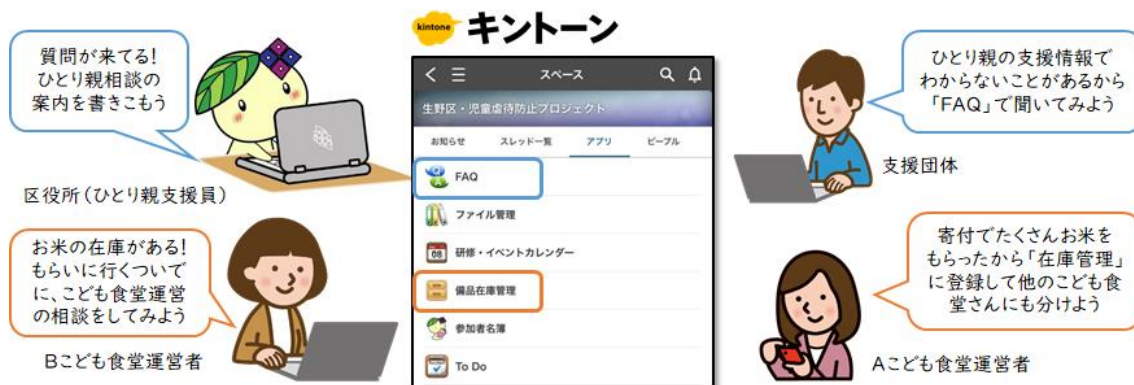 kintone キントーン
質問が来てる!
ひとり親相談の
案内を書きこもう
区役所(ひとり親支援員)
お米の在庫がある!
もらいに行くついで
に、こども食堂運営
の相談をしてみよう
Bこども食堂運営者
スペース
生野区・児童虐待防止プロジェクト
お知らせ スレッド一覧 アプリ ピープル
FAQ
ファイル管理
08 研修・イベントカレンダー
備品在庫管理
参加者名簿
To Do
ひとり親の支援情報で
わからないことがあるから
「FAQ」で聞いてみよう
支援団体
寄付でたくさんお米を
もらったから「在庫管理」
に登録して他のこども食
堂さんにも分けよう
Aこども食堂運営者